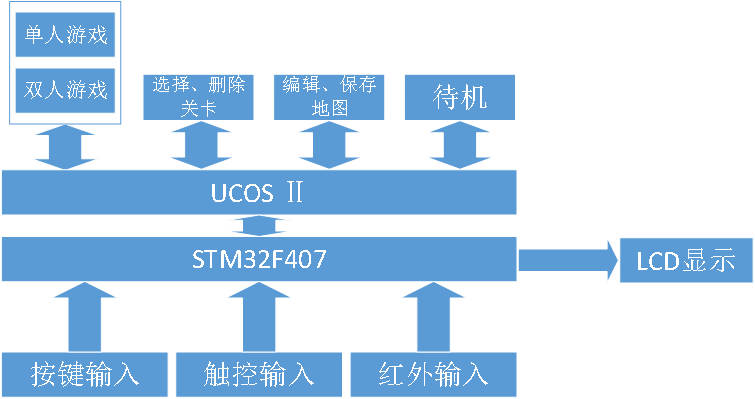 单人游戏
双人游戏
选择、删除
关卡
编辑、保存
地图
待机
UCOS Ⅱ
STM32F407
LCD显示
按键输入
触控输入
红外输入